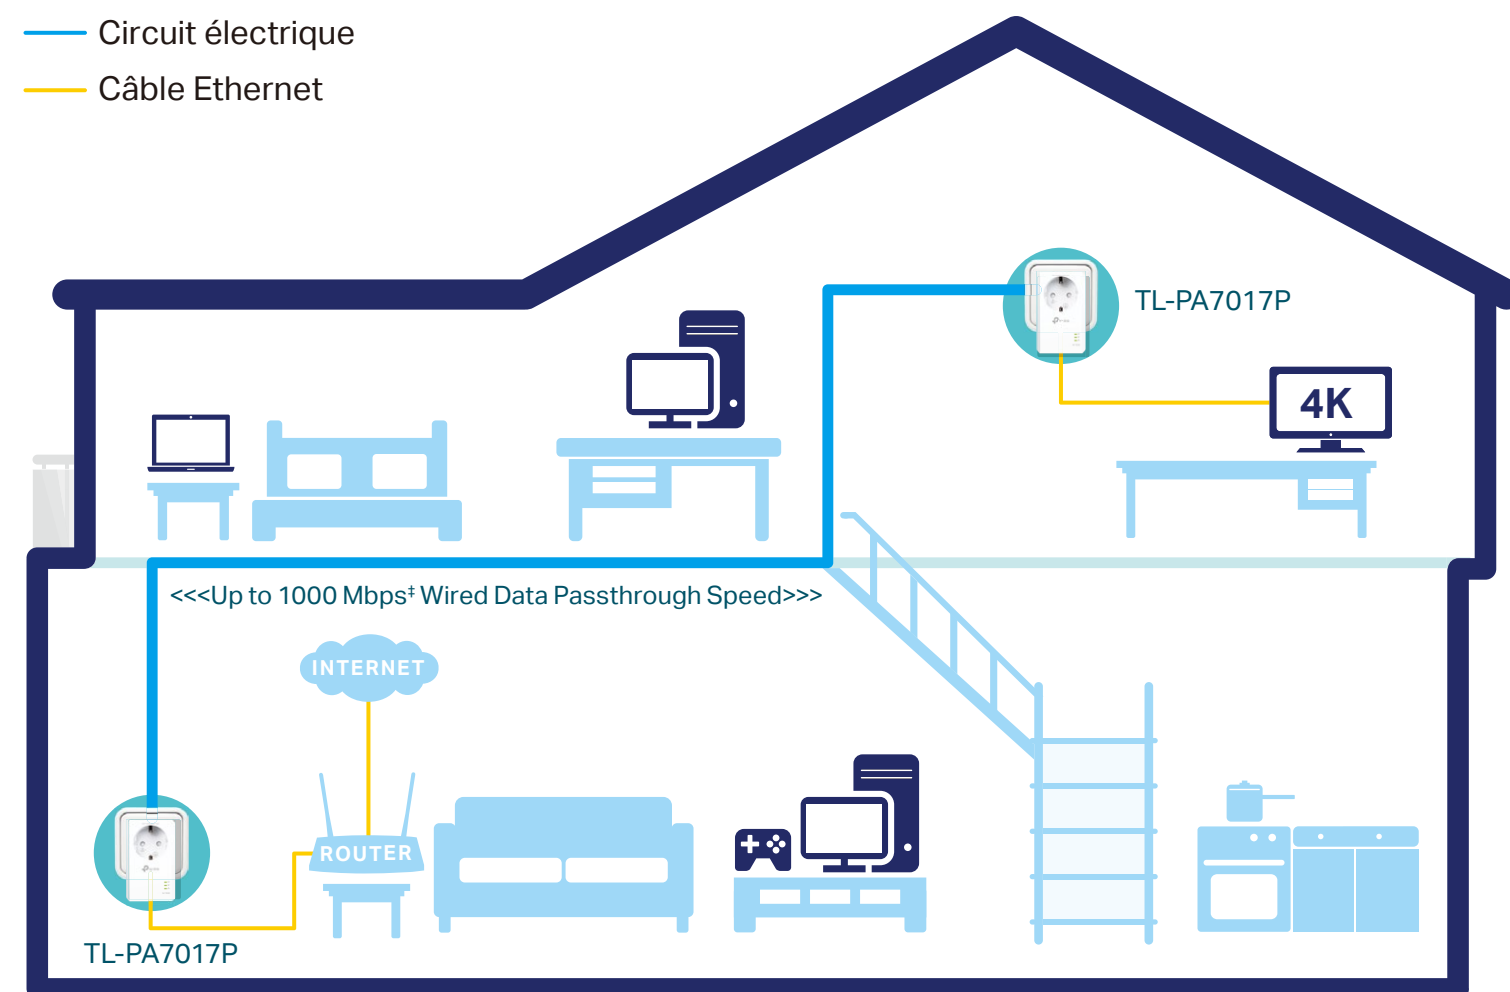 Circuit électrique
Câble Ethernet
TL-PA7017P
4K
<<<Up to 1000 Mbps‡ Wired Data Passthrough Speed>>>
INTERNET
ROUTER
TL-PA7017P